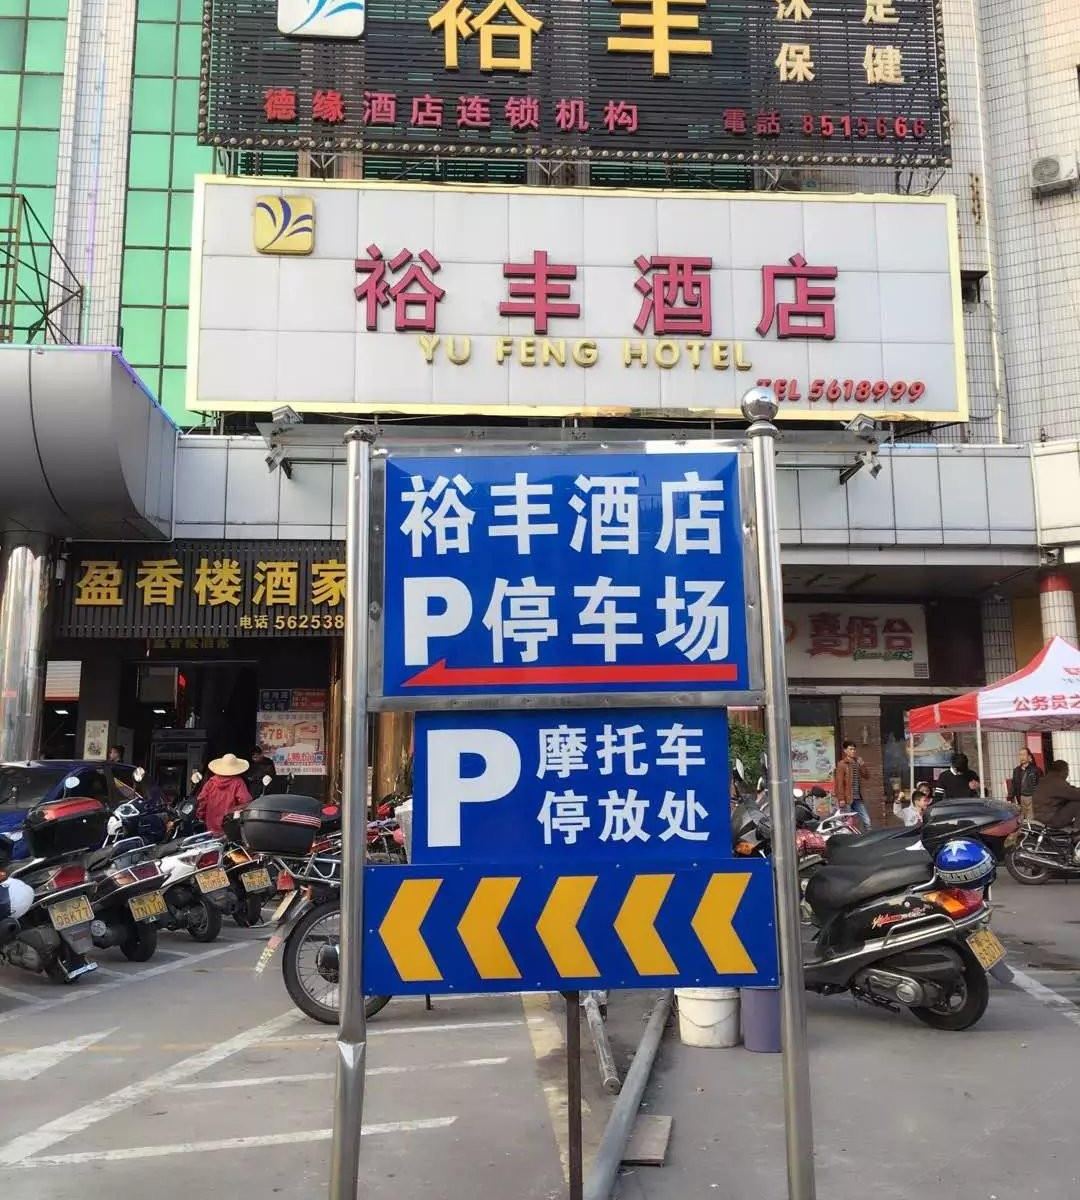 裕丰
沐足
保健
德缘酒店连锁机构
電話 8515666
裕丰酒店
YU FENG HOTEL
TEL 5618999
裕丰酒店
P停车场
P 摩托车
停放处
盈香楼酒家
电话 562538
喜佰台
公务员之